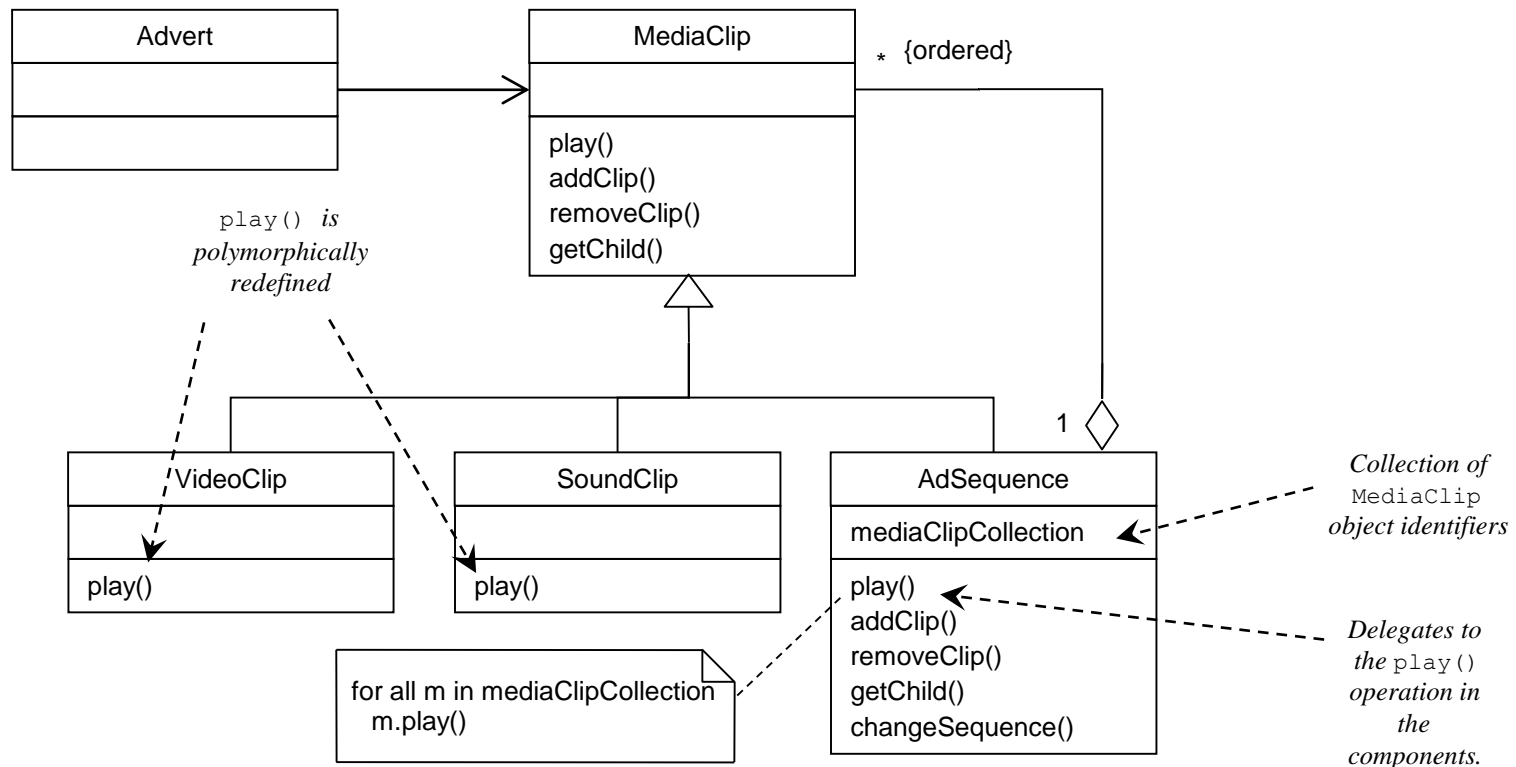 Advert
MediaClip
* {ordered}
play()
addClip()
removeClip()
getChild()
play() is
polymorphically
redefined
1
VideoClip
play()
SoundClip
play()
AdSequence
mediaClipCollection
play()
addClip()
removeClip()
getChild()
changeSequence()
Collection of
MediaClip
object identifiers
for all m in mediaClipCollection
m.play()
Delegates to
the play()
operation in
the
components.